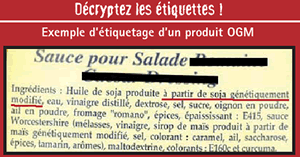 Décryptez les étiquettes !
Exemple d'étiquetage d'un produit OGM
Sauce pour Salade
Ingrédients : Huile de soja produite à partir de soja génétiquement
modifié, eau, vinaigre distillé, dextrose, sel, sucre, oignon en poudre,
ail en poudre, fromage "romano", épices, épaississant : E415, sauce
Worcestershire (mélasses, vinaigre, sirop de maïs produit à partir de
maïs génétiquement modifié, sel, colorant : caramel, ail, saccharose,
épices, tamarin, arômes), maltodextrine, colorants : E160c et curcuma.